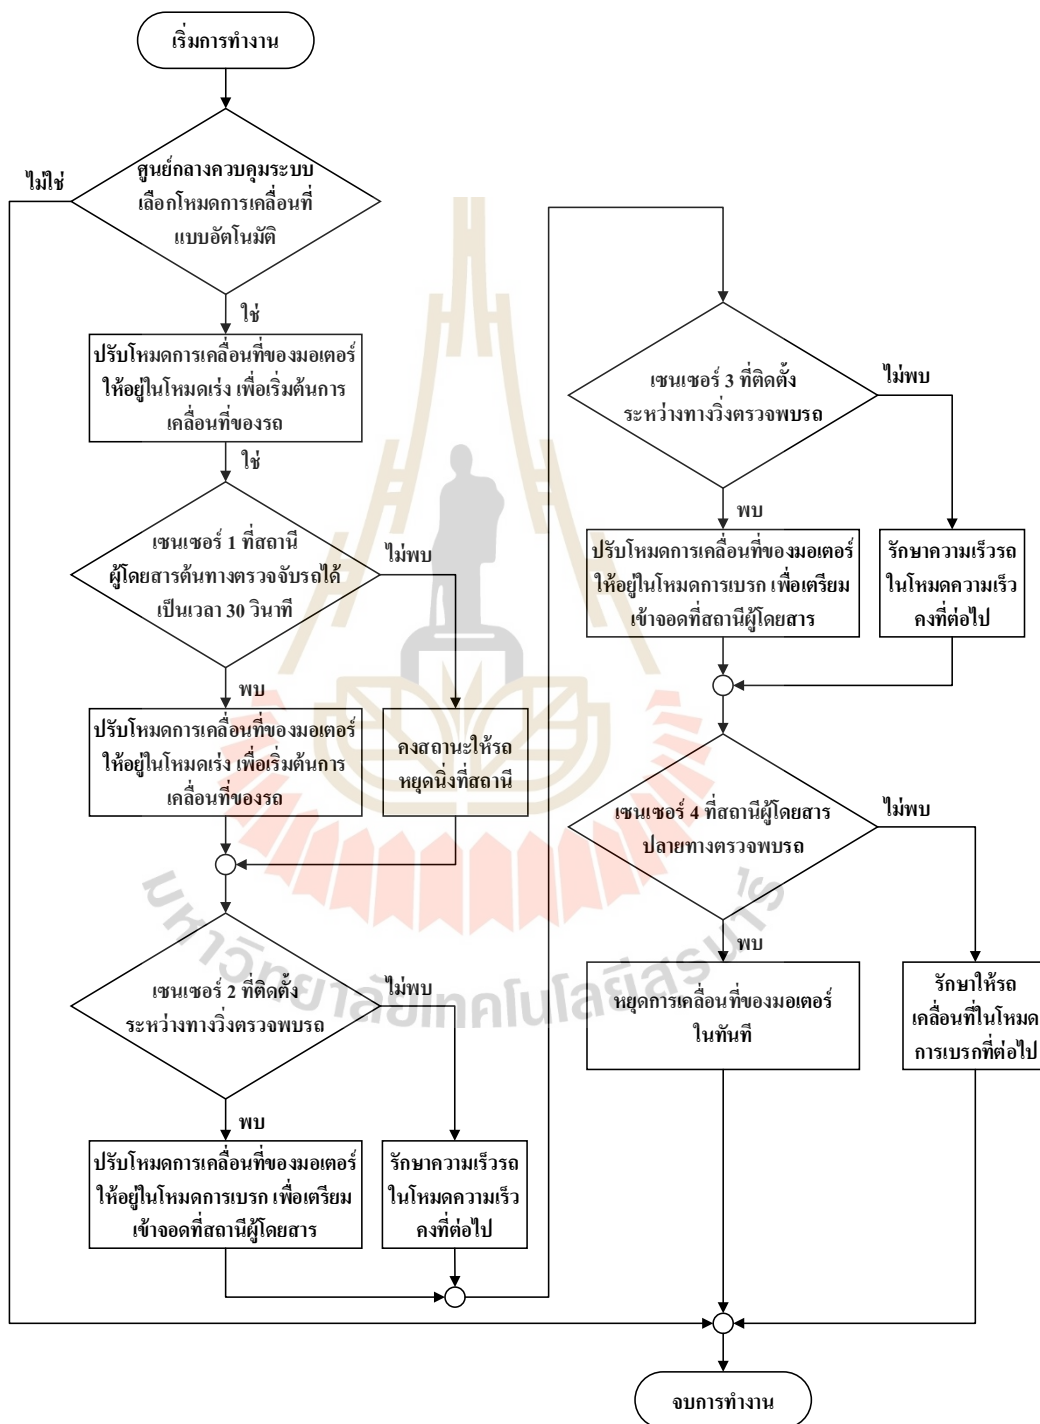 เริ่มการทำงาน
ศูนย์กลางควบคุมระบบ
เลือกโหมดการเคลื่อนที่
แบบอัตโนมัติ
ไม่ใช่
ใช่
ปรับโหมดการเคลื่อนที่ของมอเตอร์
ให้อยู่ในโหมดเร่ง เพื่อเริ่มต้นการ
เคลื่อนที่ของรถ
ใช่
เซนเซอร์ 1 ที่สถานี
ผู้โดยสารต้นทางตรวจจับรถได้
เป็นเวลา 30 วินาที
ไม่พบ
พบ
ปรับโหมดการเคลื่อนที่ของมอเตอร์
ให้อยู่ในโหมดเร่ง เพื่อเริ่มต้นการ
เคลื่อนที่ของรถ
คงสถานะให้รถ
หยุดนิ่งที่สถานี
เซนเซอร์ 2 ที่ติดตั้ง
ระหว่างทางวิ่งตรวจพบรถ
ไม่พบ
พบ
ปรับโหมดการเคลื่อนที่ของมอเตอร์
ให้อยู่ในโหมดการเบรก เพื่อเตรียม
เข้าจอดที่สถานีผู้โดยสาร
รักษาความเร็วรถ
ในโหมดความเร็ว
คงที่ต่อไป
เซนเซอร์ 3 ที่ติดตั้ง
ระหว่างทางวิ่งตรวจพบรถ
ไม่พบ
พบ
ปรับโหมดการเคลื่อนที่ของมอเตอร์
ให้อยู่ในโหมดการเบรก เพื่อเตรียม
เข้าจอดที่สถานีผู้โดยสาร
รักษาความเร็วรถ
ในโหมดความเร็ว
คงที่ต่อไป
เซนเซอร์ 4 ที่สถานีผู้โดยสาร
ปลายทางตรวจพบรถ
ไม่พบ
พบ
หยุดการเคลื่อนที่ของมอเตอร์
ในทันที
รักษาให้รถ
เคลื่อนที่ในโหมด
การเบรกที่ต่อไป
จบการทำงาน
มหาวิทยาลัยเทคโนโลยีสุรนารี